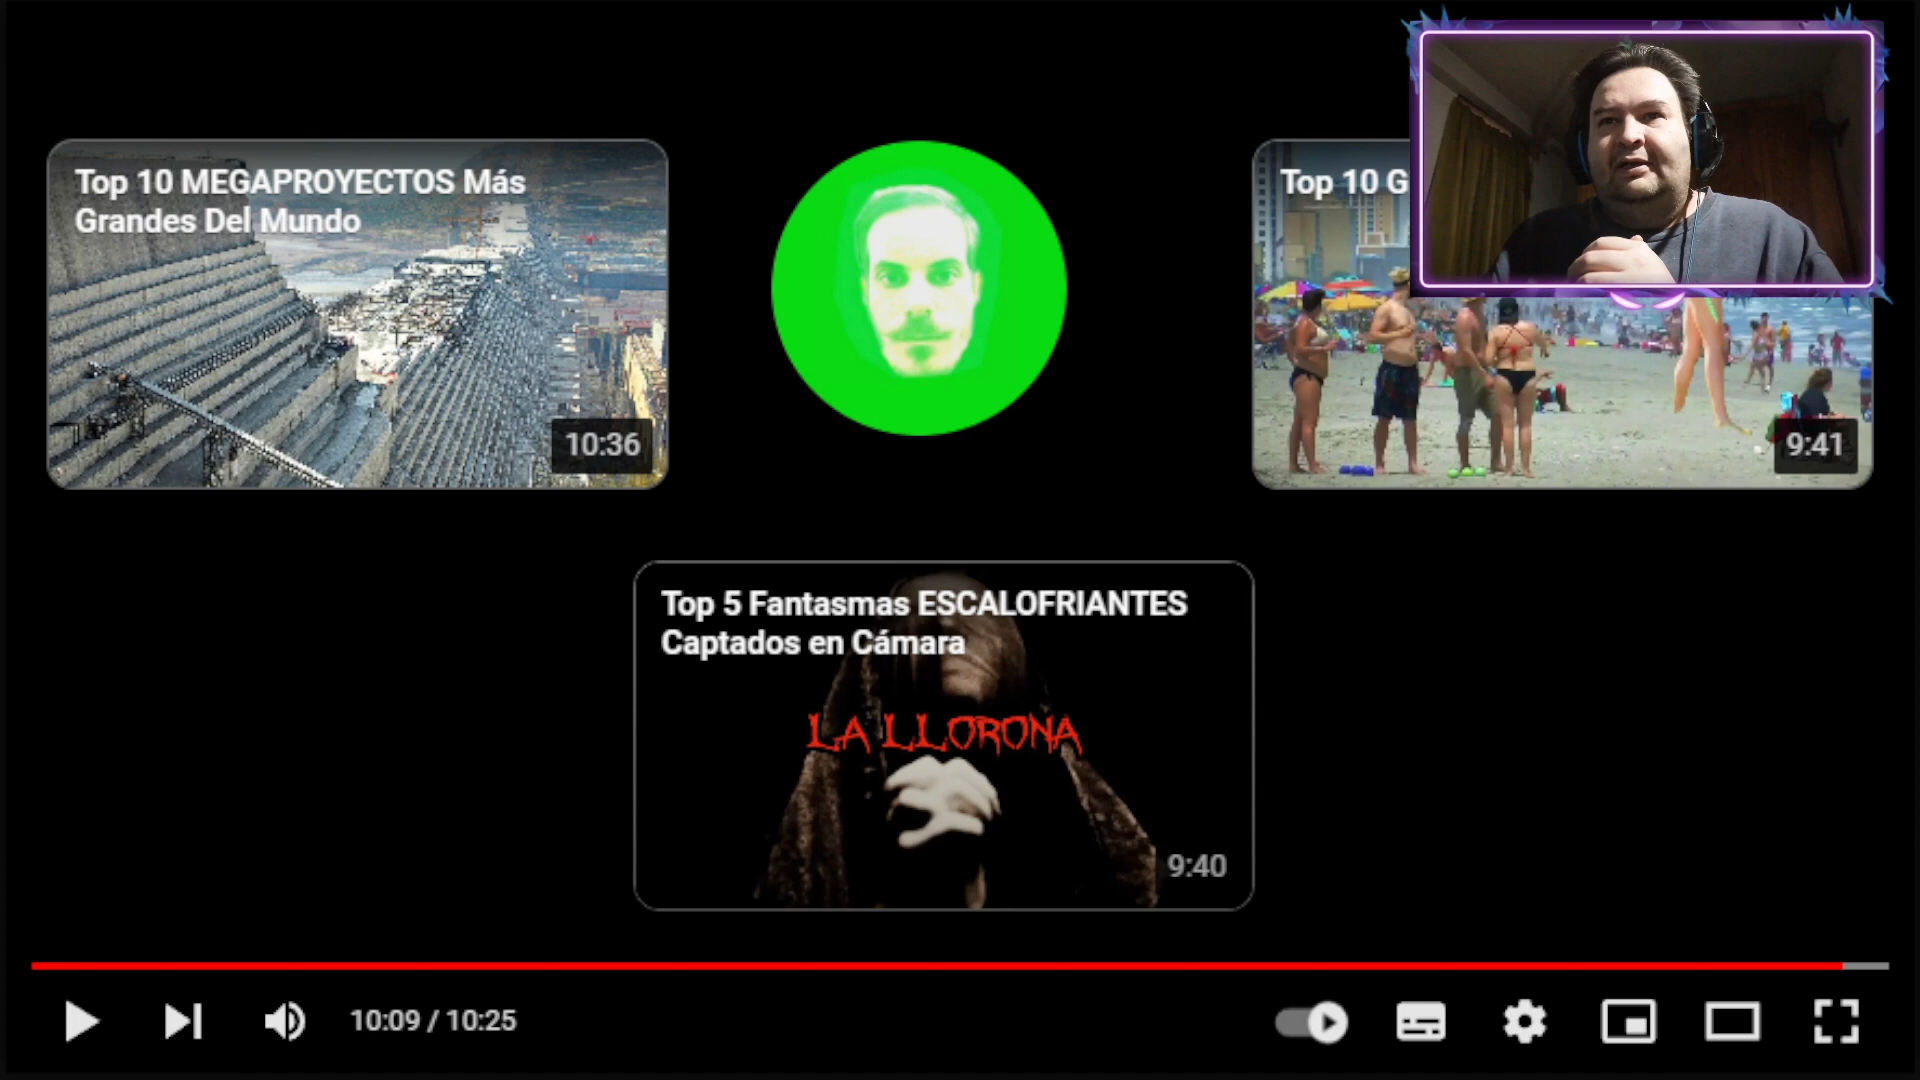 Top 10 MEGAPROYECTOS Más
Grandes Del Mundo
10:36
Top 10 G
9:41
Top 5 Fantasmas ESCALOFRIANTES
Captados en Cámara
LA LLORONA
9:40
10:09 / 10:25